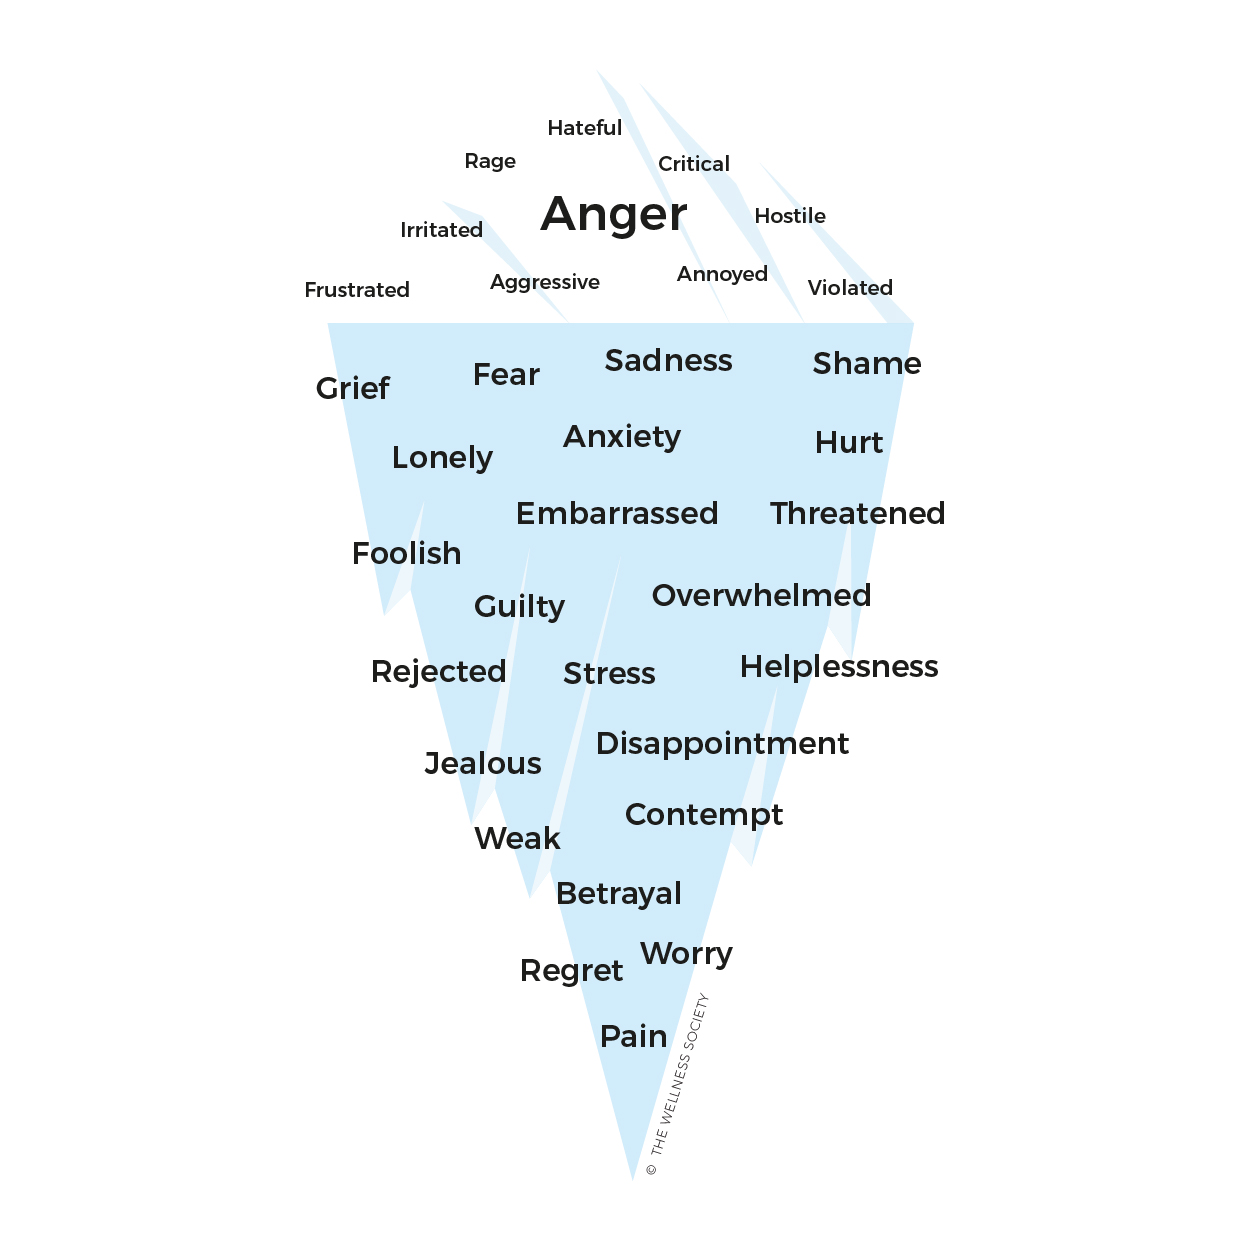 Hateful
Rage
Critical
Anger
Hostile
Irritated
Annoyed
Aggressive
Violated
Frustrated
Sadness
Shame
Fear
Grief
Anxiety
Hurt
Lonely
Embarrassed
Threatened
Foolish
Overwhelmed
Guilty
Helplessness
Rejected
Stress
Disappointment
Jealous
Contempt
Weak
Betrayal
Worry
Regret
Pain
© THE WELLNESS SOCIETY